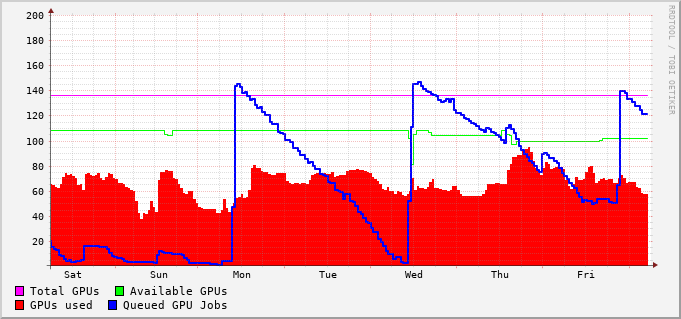 200
180
160
140
120
100
80
60
40
20
Sat Sun Mon Tue Wed Thu Fri
Total GPUs Available GPUs
GPUs used Queued GPU Jobs
RRDTOOL / TOBI OETIKER